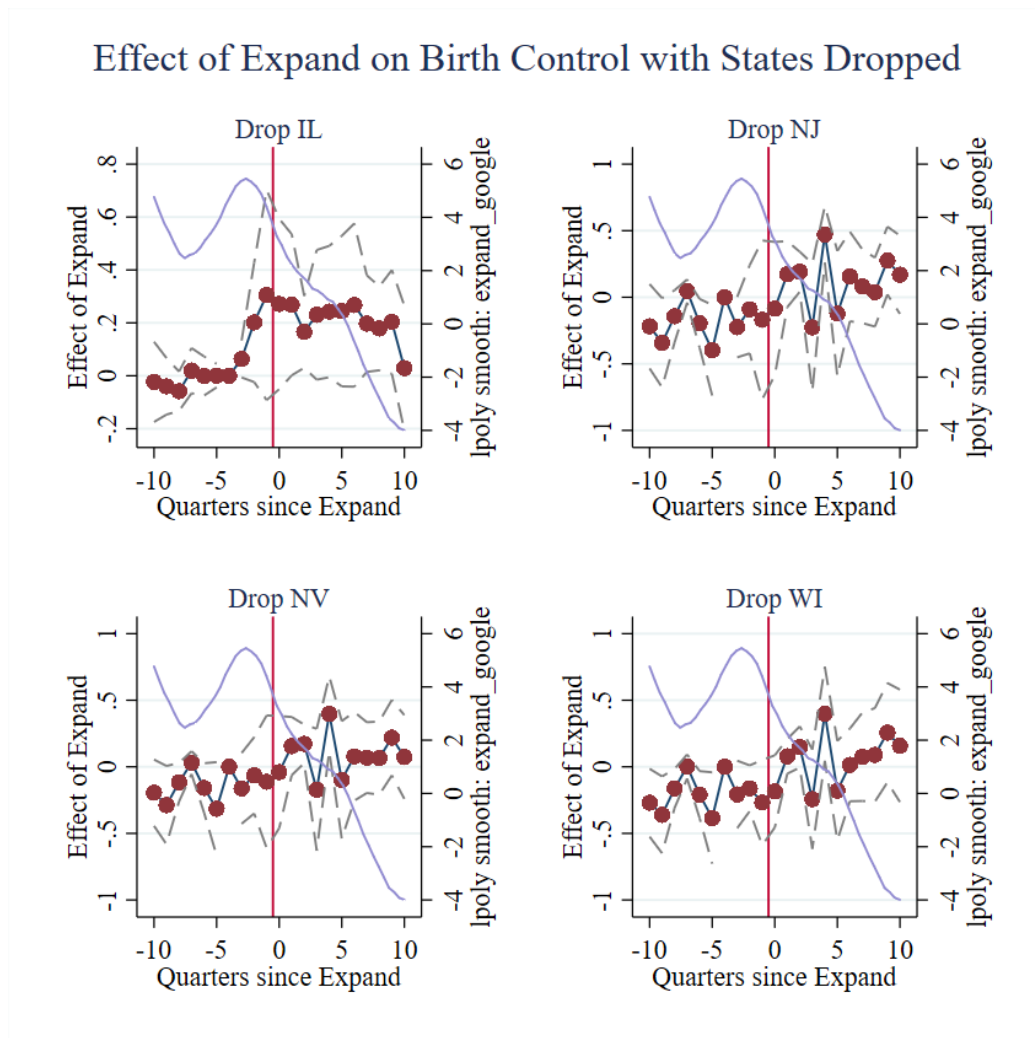 Effect of Expand on Birth Control with States Dropped
Drop IL
Effect of Expand
.8
.6
.4
.2
0
-.2
6
4
2
0
-2
-4
lpoly smooth: expand_google
-10 -5 0 5 10
Quarters since Expand
Drop NJ
Effect of Expand
1
.5
0
-.5
-1
6
4
2
0
-2
-4
lpoly smooth: expand_google
-10 -5 0 5 10
Quarters since Expand
Drop NV
Effect of Expand
1
.5
0
-.5
-1
6
4
2
0
-2
-4
lpoly smooth: expand_google
-10 -5 0 5 10
Quarters since Expand
Drop WI
Effect of Expand
1
.5
0
-.5
-1
6
4
2
0
-2
-4
lpoly smooth: expand_google
-10 -5 0 5 10
Quarters since Expand